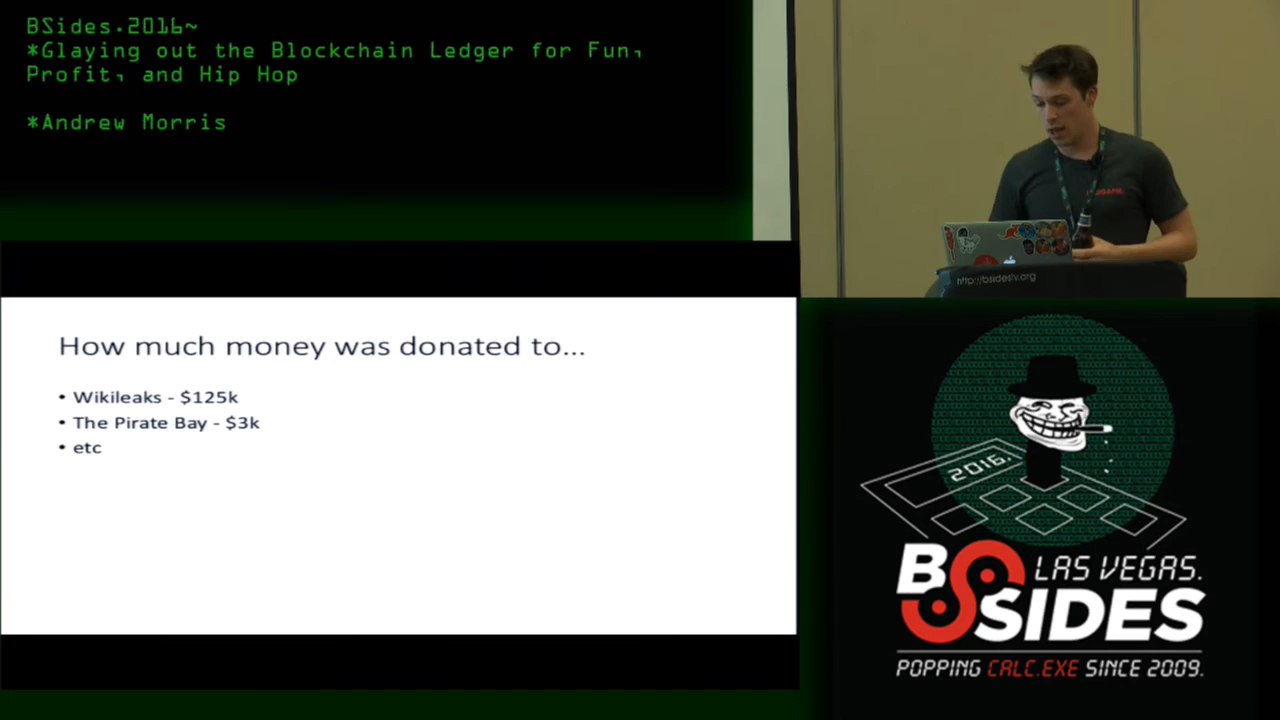 BSides.2016~
*Glaying out the Blockchain Ledger for Fun,
Profit, and Hip Hop
*Andrew Morris
http://bsideslv.org
How much money was donated to...
• Wikileaks - $125k
• The Pirate Bay - $3k
• etc
2016.
BSIDES
LAS VEGAS.
POPPING CALC.EXE SINCE 2009.